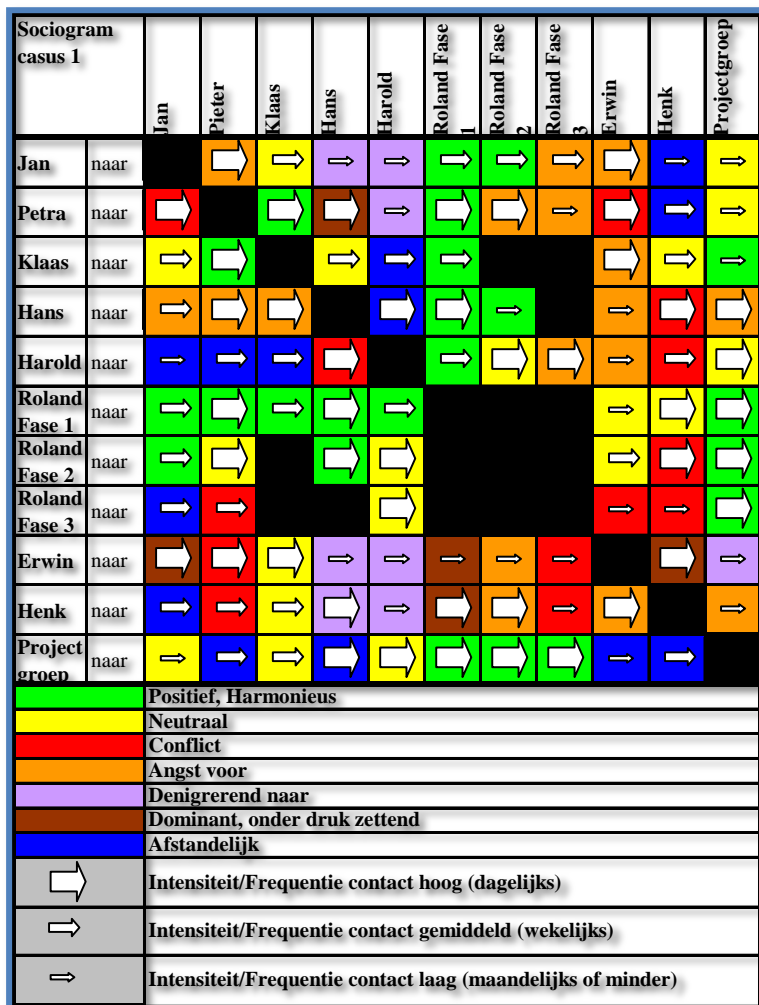 Sociogram
casus 1
Jan
Pieter
Klaas
Hans
Harold
Roland Fase
1
Roland Fase
2
Roland Fase
3
Erwin
Henk
Projectgroep
Jan naar
Petra naar
Klaas naar
Hans naar
Harold naar
Roland
Fase 1 naar
Roland
Fase 2 naar
Roland
Fase 3 naar
Erwin naar
Henk naar
Project
groep naar
Positief, Harmonieus
Neutraal
Conflict
Angst voor
Denigrerend naar
Dominant, onder druk zettend
Afstandelijk
Intensiteit/Frequentie contact hoog (dagelijks)
Intensiteit/Frequentie contact gemiddeld (wekelijks)
Intensiteit/Frequentie contact laag (maandelijks of minder)